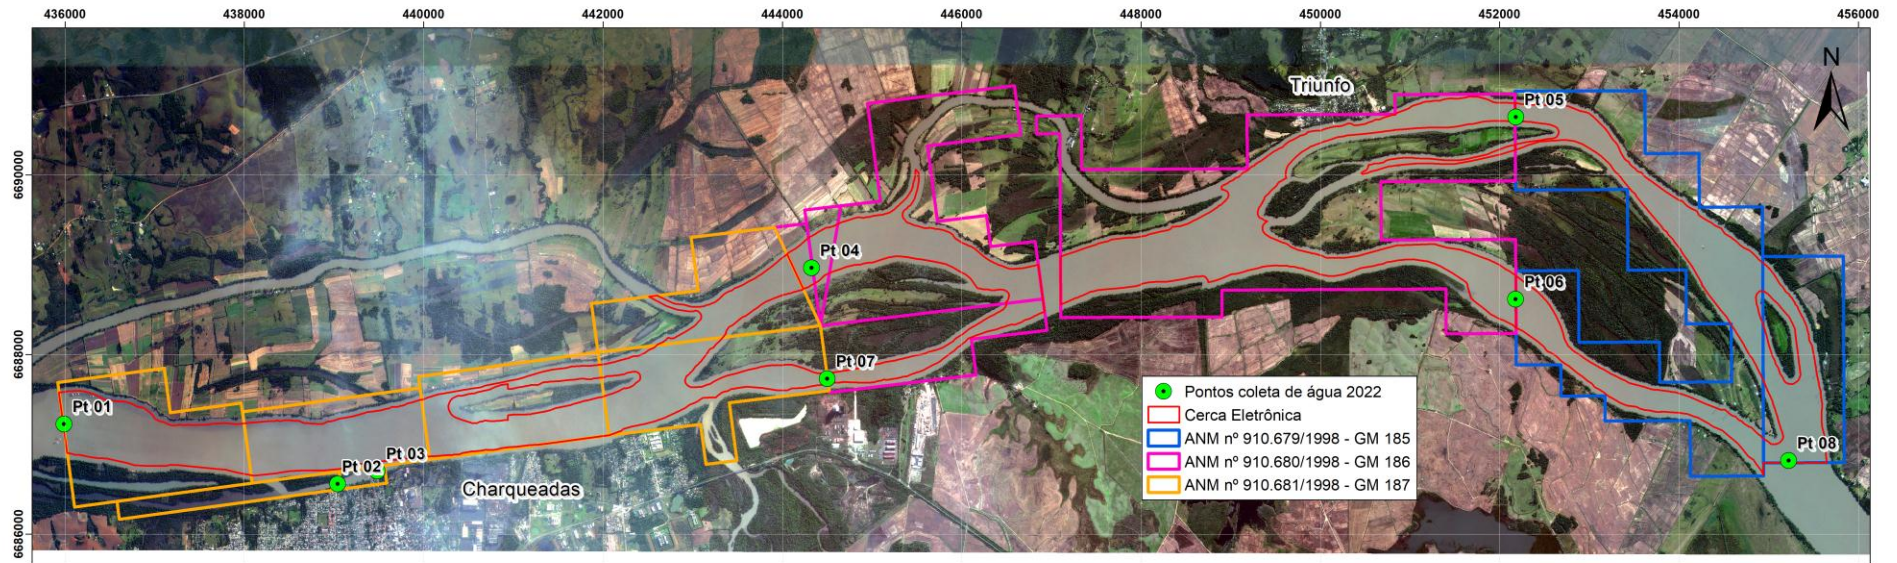 436000 438000 440000 442000 444000 446000 448000 450000 452000 454000 456000
N
Triunfo
Pt 05
6690000
Pt 04
Pt 06
6688000
Pt 07
Pt 01
Pontos coleta de água 2022
Cerca Eletrônica
ANM nº 910.679/1998 - GM 185
ANM nº 910.680/1998 - GM 186
ANM nº 910.681/1998 - GM 187
Pt 08
Pt 03
Pt 02
Charqueadas
6686000